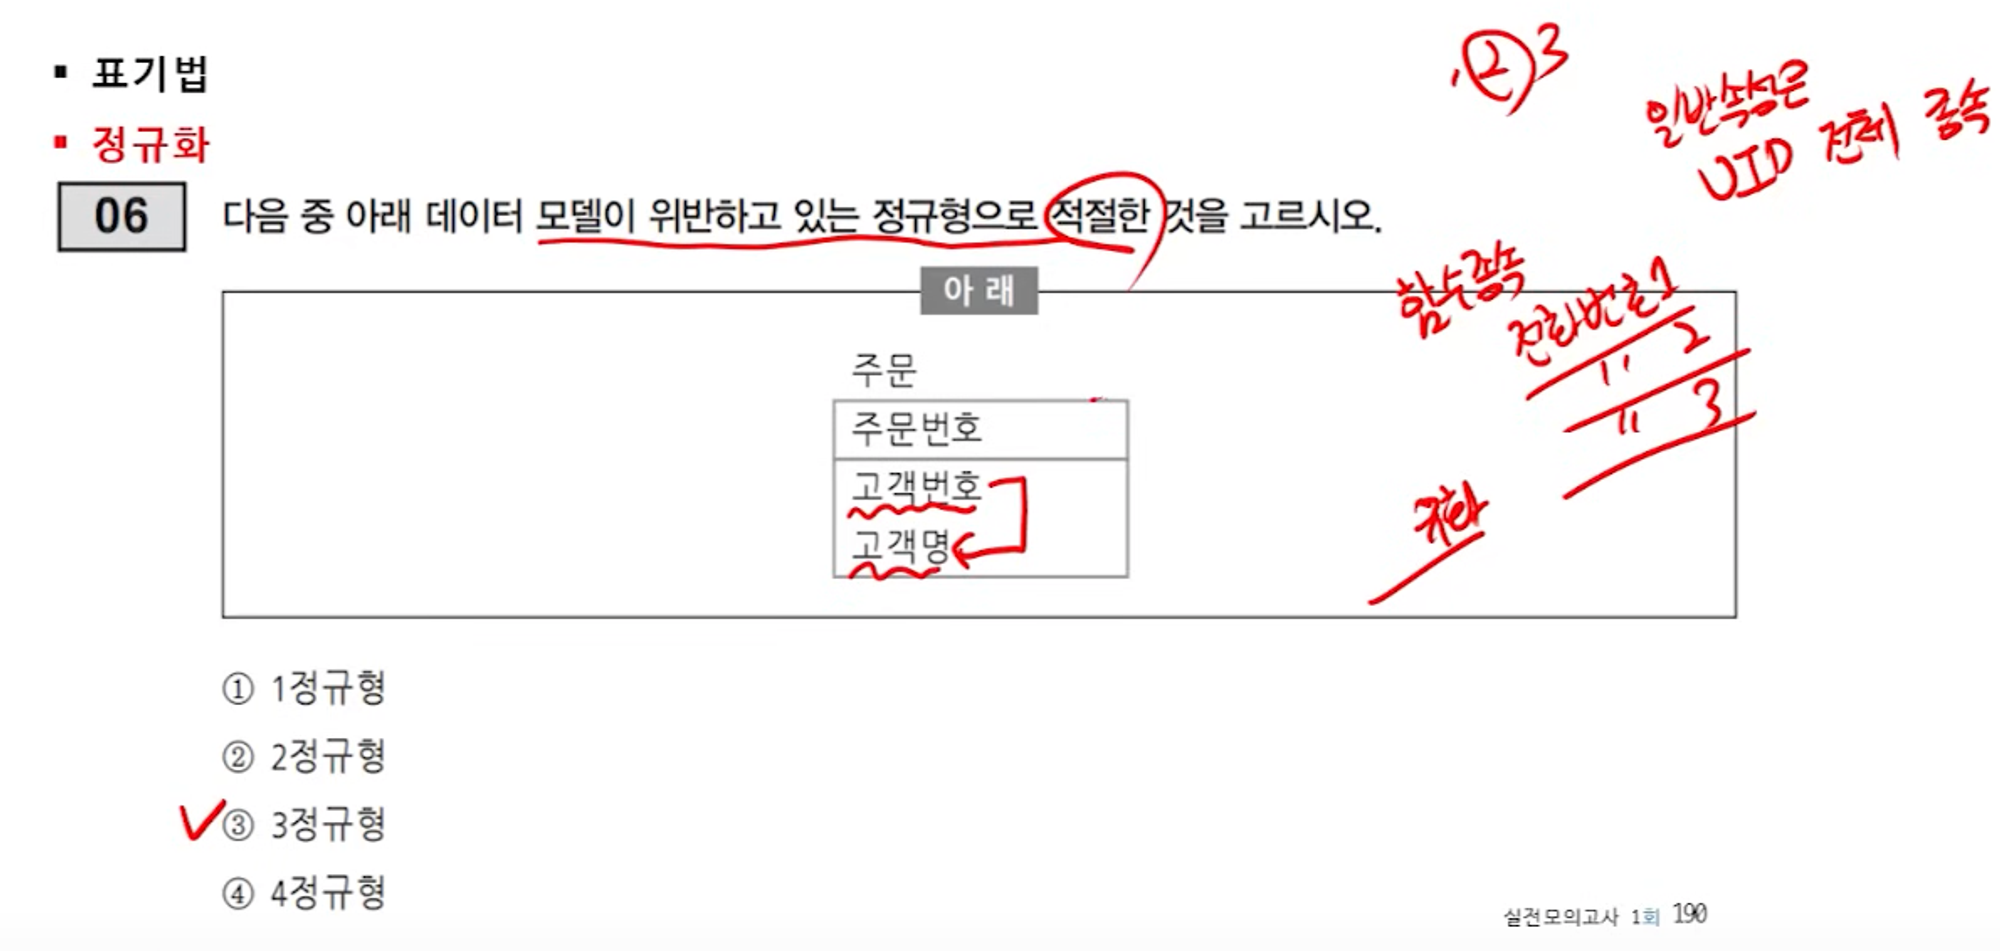 ▪ 표기법
▪ 정규화
1 2 3
일반속성은
UID 전체 종속
06 다음 중 아래 데이터 모델이 위반하고 있는 정규형으로 적절한 것을 고르시오.
아 래
함수종속
전화번호1
〃 2
〃 3
주문
주문번호
고객번호
고객명
① 1정규형
② 2정규형
③ 3정규형
④ 4정규형
실전모의고사 1회 190